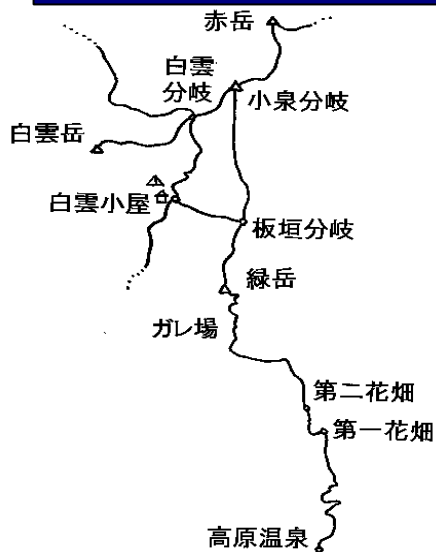 赤岳
白雲
分岐
小泉分岐
白雲岳
白雲小屋
板垣分岐
緑岳
ガレ場
第二花畑
第一花畑
高原温泉